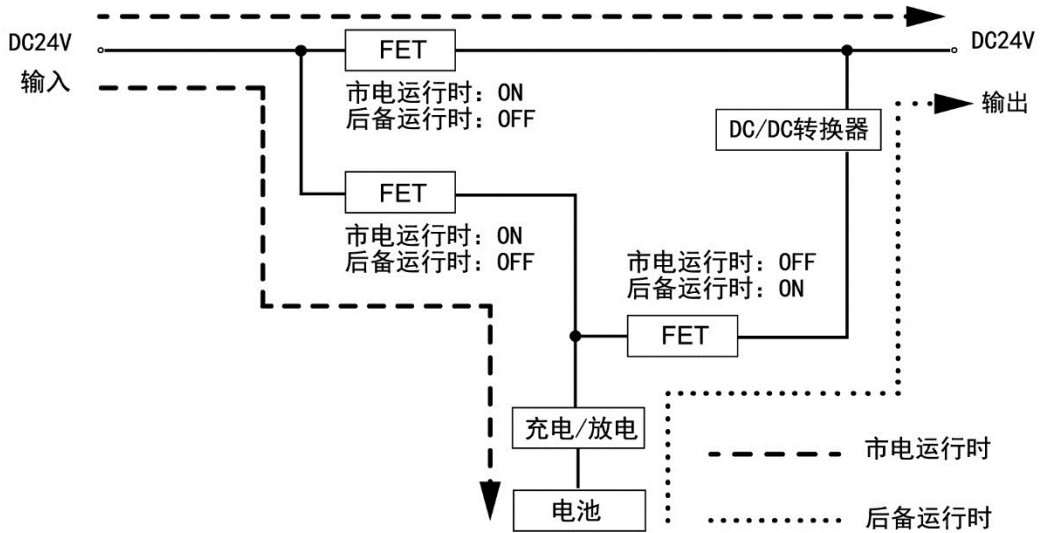 DC24V
输入
FET
市电运行时：ON
后备运行时：OFF
DC24V
输出
DC/DC转换器
FET
市电运行时：ON
后备运行时：OFF
市电运行时：OFF
后备运行时：ON
FET
充电/放电
电池
市电运行时
后备运行时